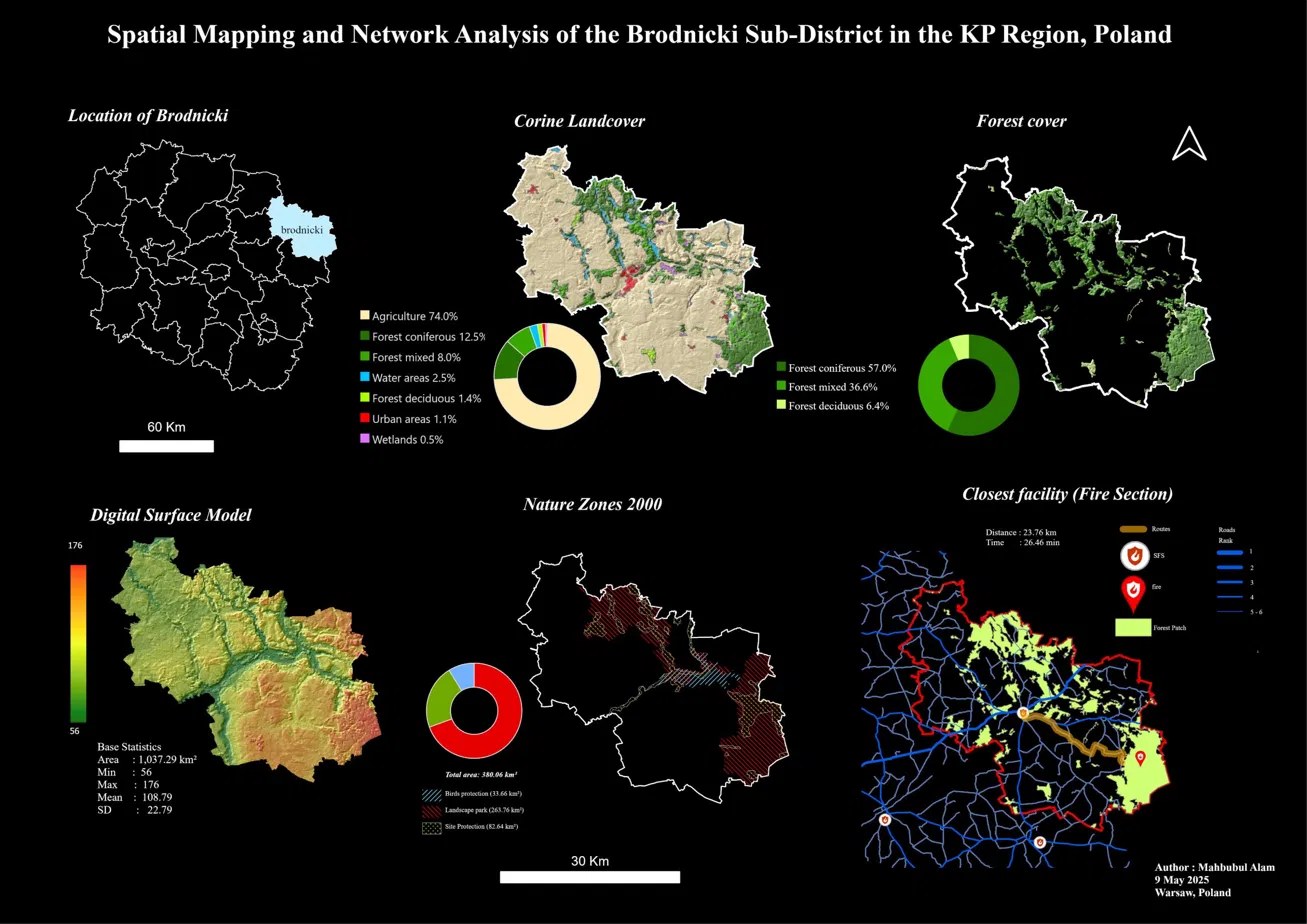 Spatial Mapping and Network Analysis of the Brodnicki Sub-District in the KP Region, Poland
Location of Brodnicki
brodnicki
60 Km
Corine Landcover
Agriculture 74.0%
Forest coniferous 12.5%
Forest mixed 8.0%
Water areas 2.5%
Forest deciduous 1.4%
Urban areas 1.1%
Wetlands 0.5%
Forest cover
Forest coniferous 57.0%
Forest mixed 36.6%
Forest deciduous 6.4%
Digital Surface Model
176
56
Base Statistics
Area : 1,037.29 km²
Min : 56
Max : 176
Mean : 108.79
SD : 22.79
Nature Zones 2000
Total area: 380.06 km²
Birds protection (33.66 km²)
Landscape park (263.76 km²)
Site Protection (82.64 km²)
30 Km
Closest facility (Fire Section)
Distance : 23.76 km
Time : 26.46 min
Routes
SFS
fire
Forest Patch
Roads
Rank
1
2
3
4
5 - 6
Author : Mahbubul Alam
9 May 2025
Warsaw, Poland